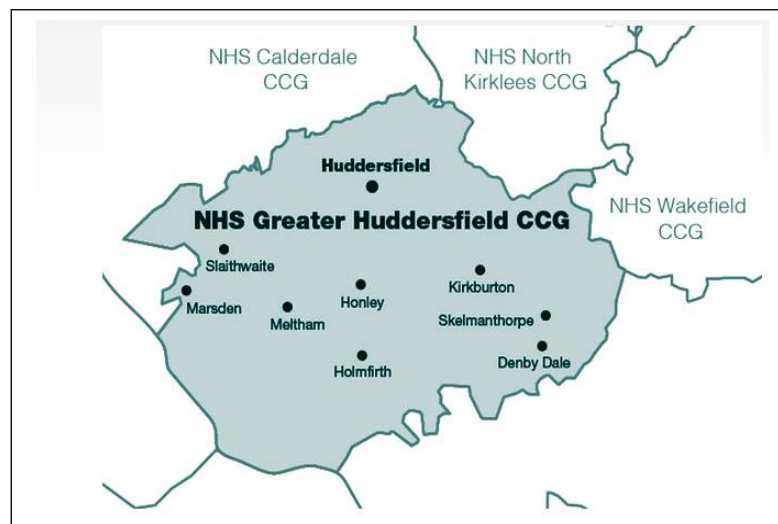 NHS Calderdale
CCG
NHS North
Kirklees CCG
Huddersfield
NHS Wakefield
CCG
NHS Greater Huddersfield CCG
Slaithwaite
Marsden
Meltham
Honley
Kirkburton
Skelmanthorpe
Holmfirth
Denby Dale